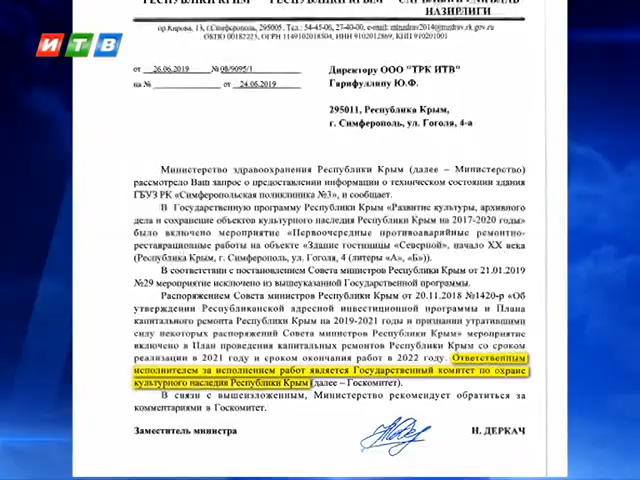 ИТВ
РЕСПУБЛИКИ КРЫМ
РЕСПУБЛІКИ КРИМ
НАЗИРЛИГИ
пр.Кирова, 13, г.Симферополь, 295005. Тел.: 54-45-06, 27-40-00, e-mail: minzdrav2014@mzdrav.rk.gov.ru
ОКПО 00182223, ОГРН 1149102018504, ИНН 9102012869, КПП 910201001
от 26.06.2019 № 08/9095/1
на № от 24.06.2019
Директору ООО "ТРК ИТВ"
Гарифуллину Ю.Ф.
295011, Республика Крым,
г. Симферополь, ул. Гоголя, 4-а
Министерство здравоохранения Республики Крым (далее – Министерство)
рассмотрело Ваш запрос о предоставлении информации о техническом состоянии здания
ГБУЗ РК «Симферопольская поликлиника №3», и сообщает.
В Государственную программу Республики Крым «Развитие культуры, архивного
дела и сохранение объектов культурного наследия Республики Крым на 2017-2020 годы»
было включено мероприятие «Первоочередные противоаварийные ремонтно-
реставрационные работы на объекте «Здание гостиницы «Северной», начало XX века
(Республика Крым, г. Симферополь, ул. Гоголя, 4 (литеры «А», «Б»)).
В соответствии с постановлением Совета министров Республики Крым от 21.01.2019
№29 мероприятие исключено из вышеуказанной Государственной программы.
Распоряжением Совета министров Республики Крым от 20.11.2018 №1420-р «Об
утверждении Республиканской адресной инвестиционной программы и Плана
капитального ремонта Республики Крым на 2019-2021 годы и признании утратившими
силу некоторых распоряжений Совета министров Республики Крым» мероприятие
включено в План проведения капитальных ремонтов Республики Крым со сроком
реализации в 2021 году и сроком окончания работ в 2022 году. Ответственным
исполнителем за исполнением работ является Государственный комитет по охране
культурного наследия Республики Крым (далее – Госкомитет).
В связи с вышеизложенным, Министерство рекомендует обратиться за
комментариями в Госкомитет.
Заместитель министра
Н. ДЕРКАЧ